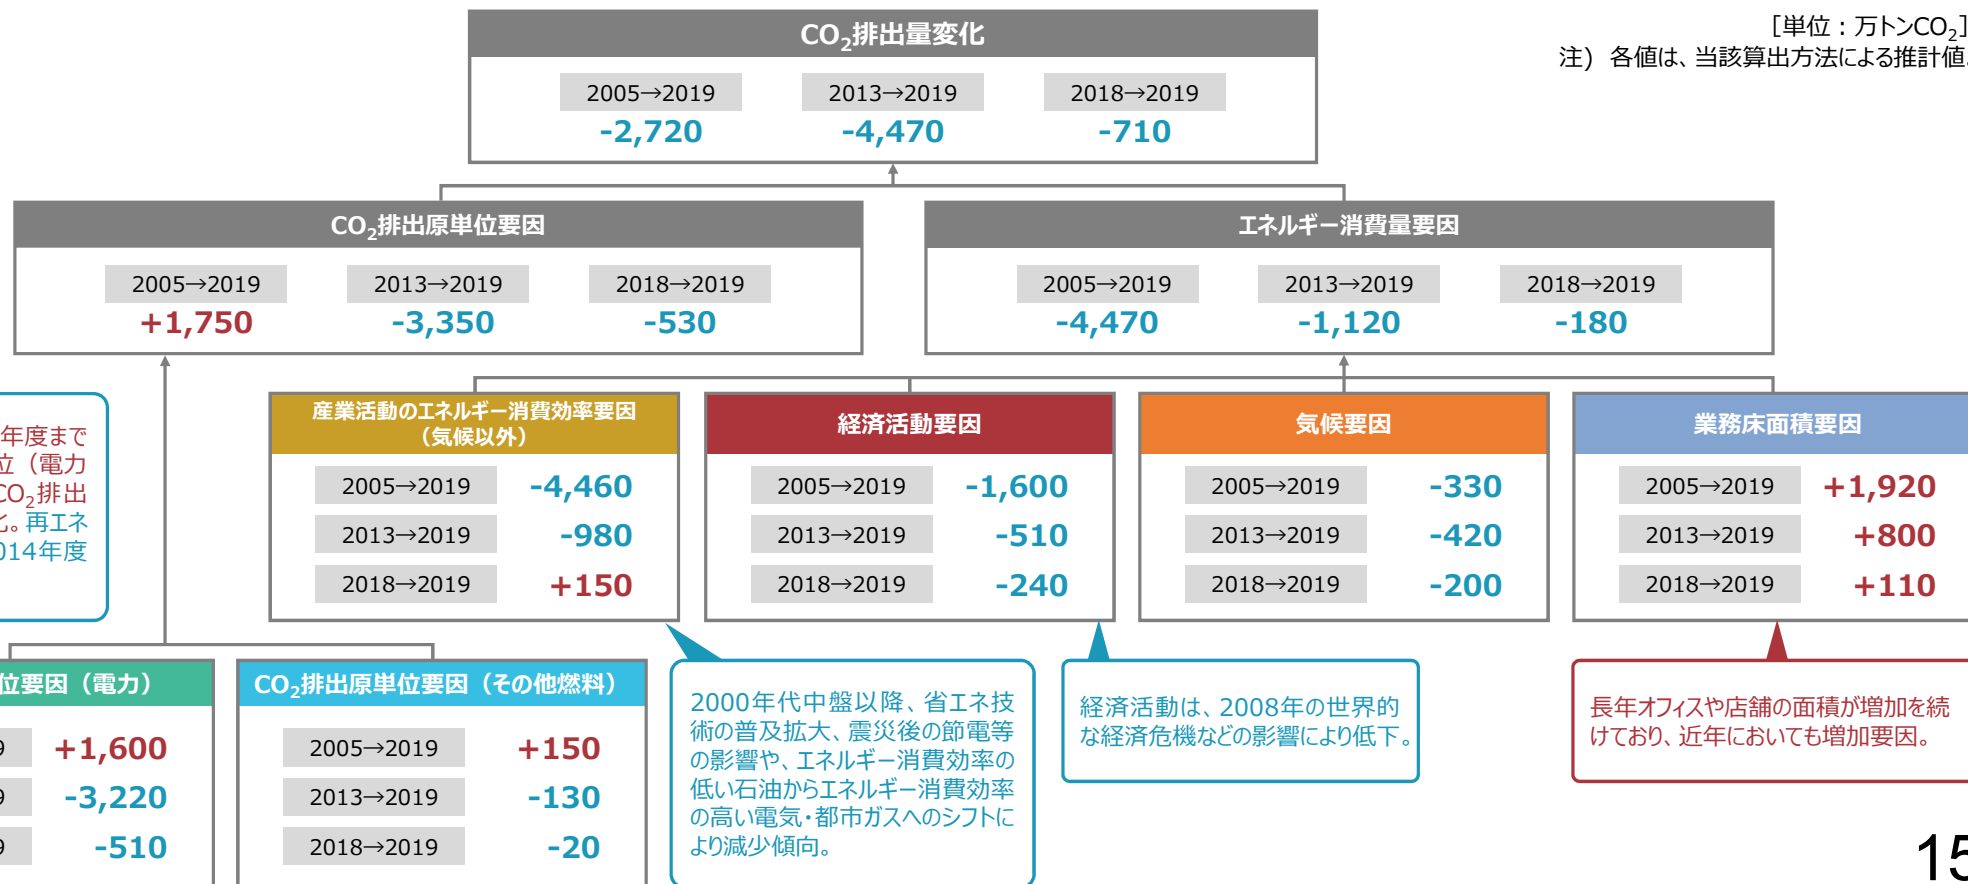 [単位：万トンCO₂]
注) 各値は、当該算出方法による推計値。
CO₂排出量変化
2005→2019 2013→2019 2018→2019
-2,720 -4,470 -710
CO₂排出原単位要因
2005→2019 2013→2019 2018→2019
+1,750 -3,350 -530
エネルギー消費量要因
2005→2019 2013→2019 2018→2019
-4,470 -1,120 -180
年度まで
位（電力
CO₂排出
化。再エネ
014年度
産業活動のエネルギー消費効率要因
（気候以外）
2005→2019 -4,460
2013→2019 -980
2018→2019 +150
経済活動要因
2005→2019 -1,600
2013→2019 -510
2018→2019 -240
気候要因
2005→2019 -330
2013→2019 -420
2018→2019 -200
業務床面積要因
2005→2019 +1,920
2013→2019 +800
2018→2019 +110
位要因（電力）
9 +1,600
9 -3,220
9 -510
CO₂排出原単位要因（その他燃料）
2005→2019 +150
2013→2019 -130
2018→2019 -20
2000年代中盤以降、省エネ技
術の普及拡大、震災後の節電等
の影響や、エネルギー消費効率の
低い石油からエネルギー消費効率
の高い電気・都市ガスへのシフトに
より減少傾向。
経済活動は、2008年の世界的
な経済危機などの影響により低下。
長年オフィスや店舗の面積が増加を続
けており、近年においても増加要因。
15